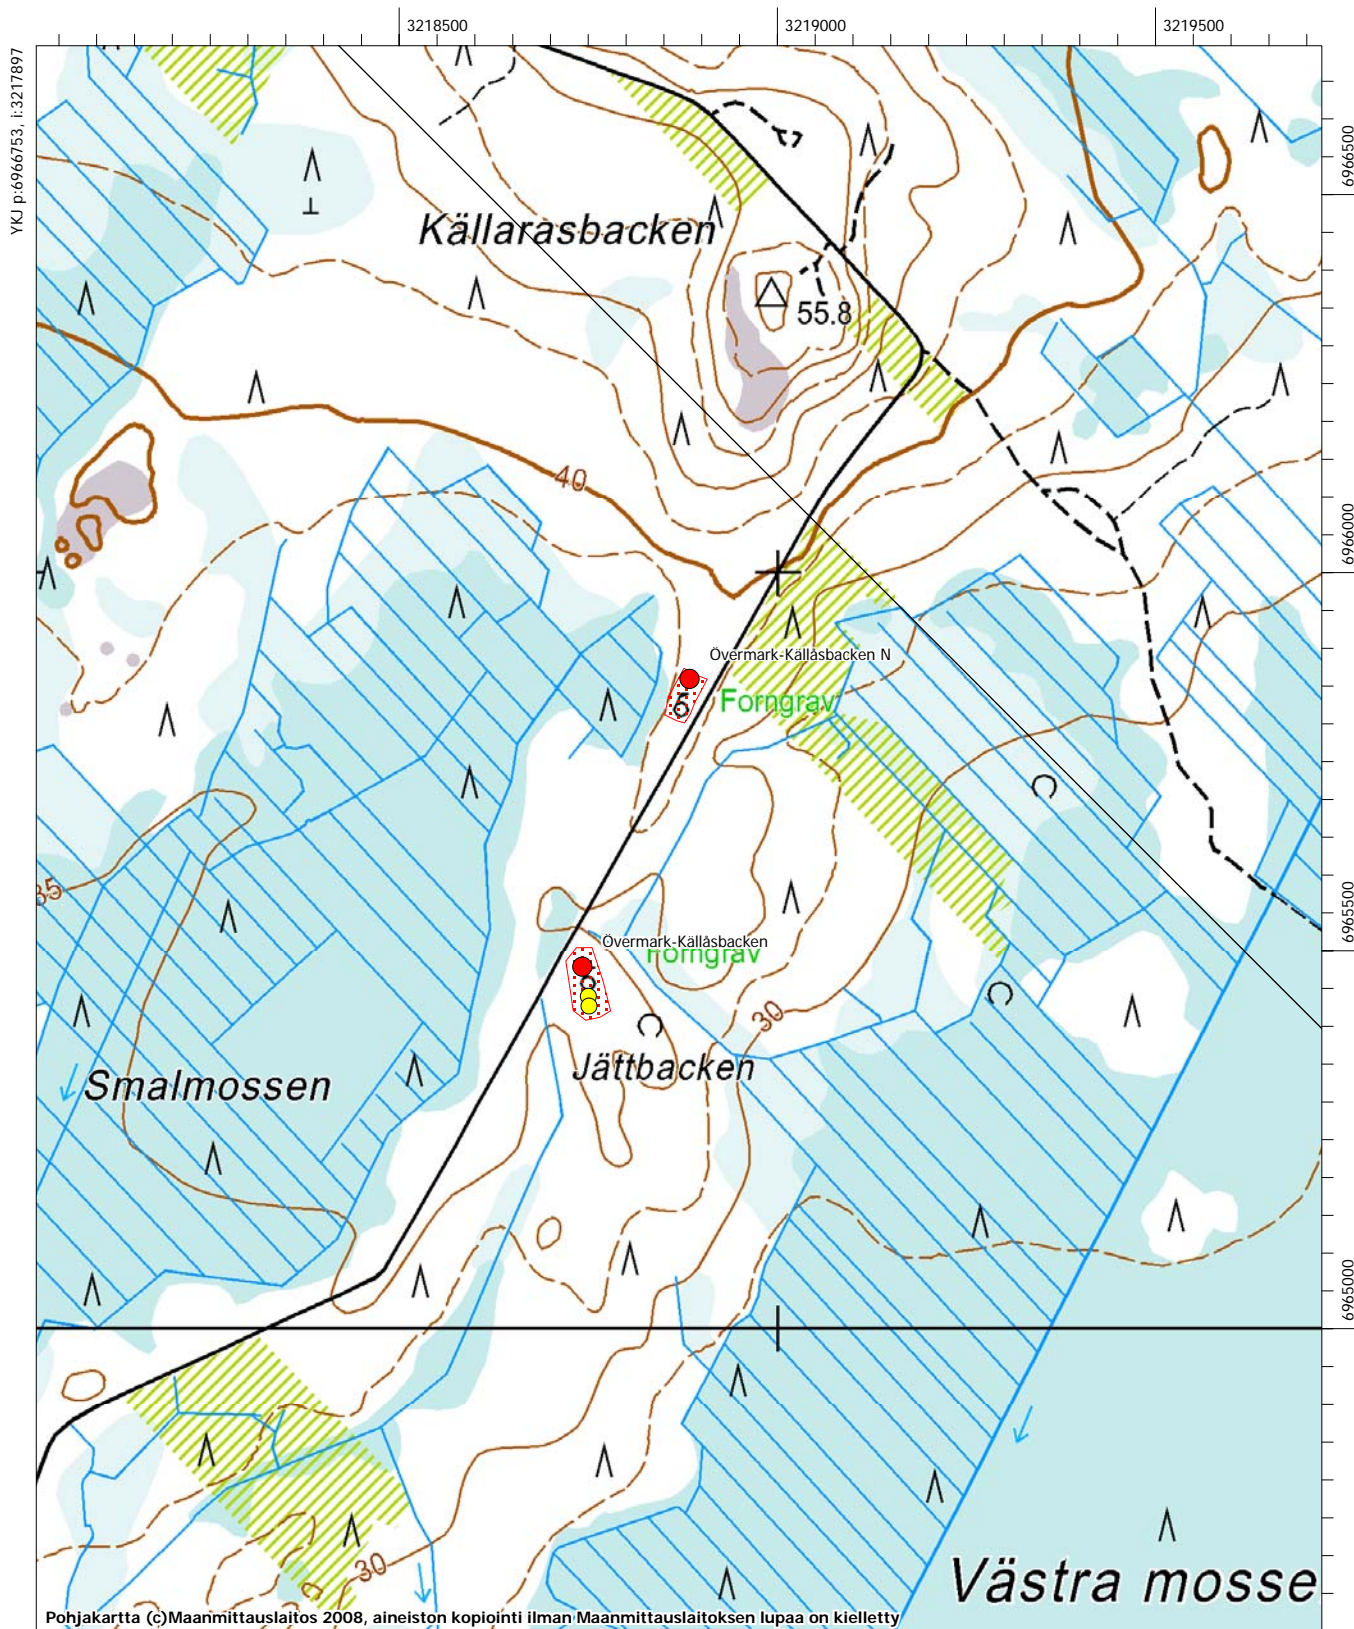 3218500
3219000
3219500
YKJ p:6966753, i:3217897
6966500
Källarasbacken
55.8
40
6966000
Övermark-Källåsbacken N
6
Forngrav
35
6965500
Övermark-Källåsbacken
Forngrav
30
Jättbacken
Smalmossen
6965000
30
Västra mosse
Pohjakartta (c)Maanmittauslaitos 2008, aineiston kopiointi ilman Maanmittauslaitoksen lupaa on kielletty